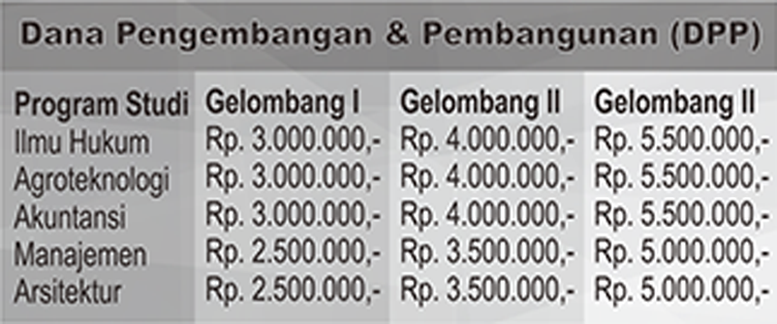 Dana Pengembangan & Pembangunan (DPP)
Program Studi Gelombang I Gelombang II Gelombang II
Ilmu Hukum Rp. 3.000.000,- Rp. 4.000.000,- Rp. 5.500.000,-
Agroteknologi Rp. 3.000.000,- Rp. 4.000.000,- Rp. 5.500.000,-
Akuntansi Rp. 3.000.000,- Rp. 4.000.000,- Rp. 5.500.000,-
Manajemen Rp. 2.500.000,- Rp. 3.500.000,- Rp. 5.000.000,-
Arsitektur Rp. 2.500.000,- Rp. 3.500.000,- Rp. 5.000.000,-